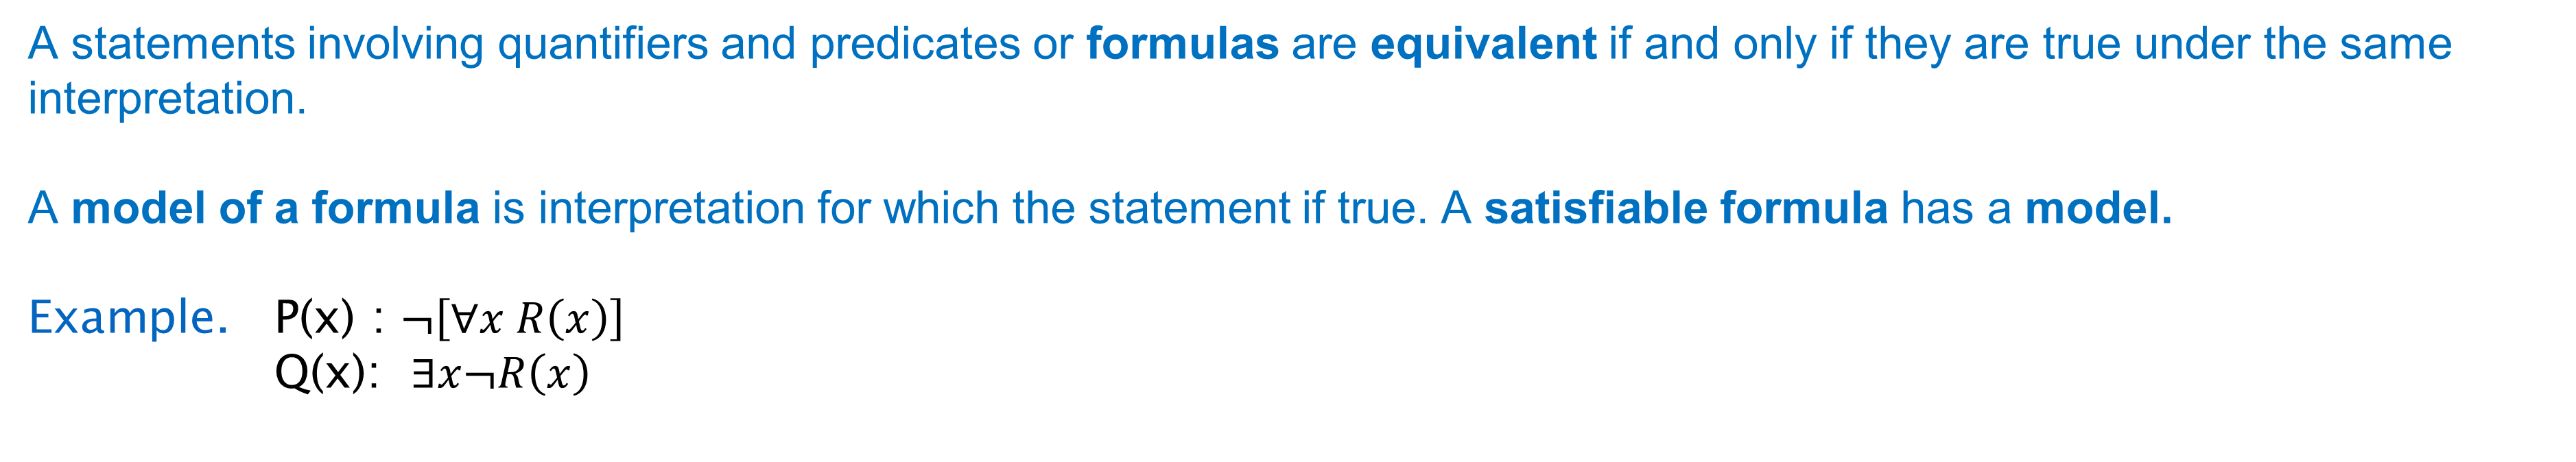 A statements involving quantifiers and predicates or formulas are equivalent if and only if they are true under the same
interpretation.
A model of a formula is interpretation for which the statement if true. A satisfiable formula has a model.
Example. P(x) : ¬[∀x R(x)]
Q(x): ∃x¬R(x)